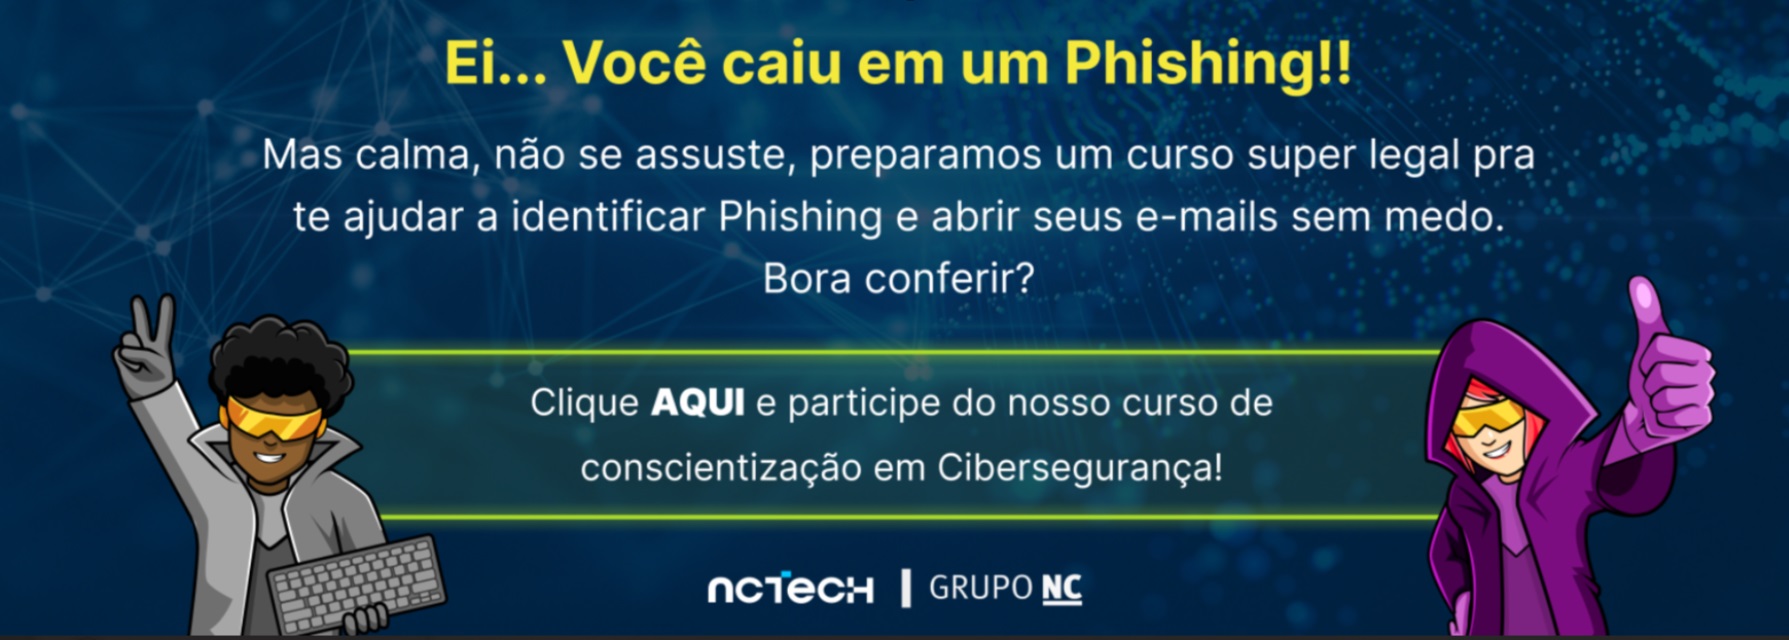 Ei... Você caiu em um Phishing!!
Mas calma, não se assuste, preparamos um curso super legal pra
te ajudar a identificar Phishing e abrir seus e-mails sem medo.
Bora conferir?
Clique AQUI e participe do nosso curso de
conscientização em Cibersegurança!
ncTech | GRUPO NC